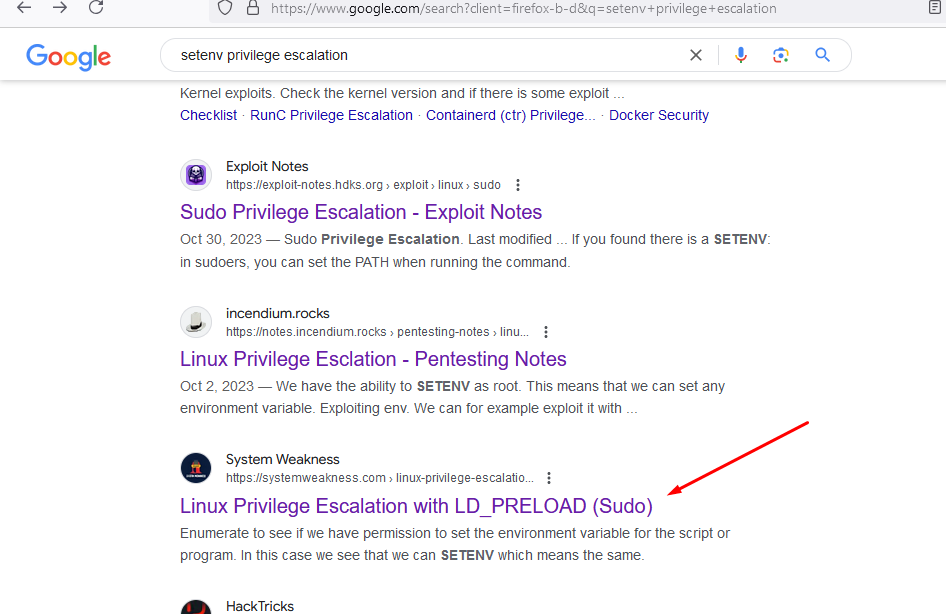 https://www.google.com/search?client=firefox-b-d&q=setenv+privilege+escalation
Google
setenv privilege escalation
Kernel exploits. Check the kernel version and if there is some exploit ...
Checklist · RunC Privilege Escalation · Containerd (ctr) Privilege... · Docker Security
Exploit Notes
https://exploit-notes.hdks.org › exploit › linux › sudo
Sudo Privilege Escalation - Exploit Notes
Oct 30, 2023 — Sudo Privilege Escalation. Last modified ... If you found there is a SETENV:
in sudoers, you can set the PATH when running the command.
incendium.rocks
https://notes.incendium.rocks › pentesting-notes › linu...
Linux Privilege Esclation - Pentesting Notes
Oct 2, 2023 — We have the ability to SETENV as root. This means that we can set any
environment variable. Exploiting env. We can for example exploit it with ...
System Weakness
https://systemweakness.com › linux-privilege-escalatio...
Linux Privilege Escalation with LD_PRELOAD (Sudo)
Enumerate to see if we have permission to set the environment variable for the script or
program. In this case we see that we can SETENV which means the same.
HackTricks